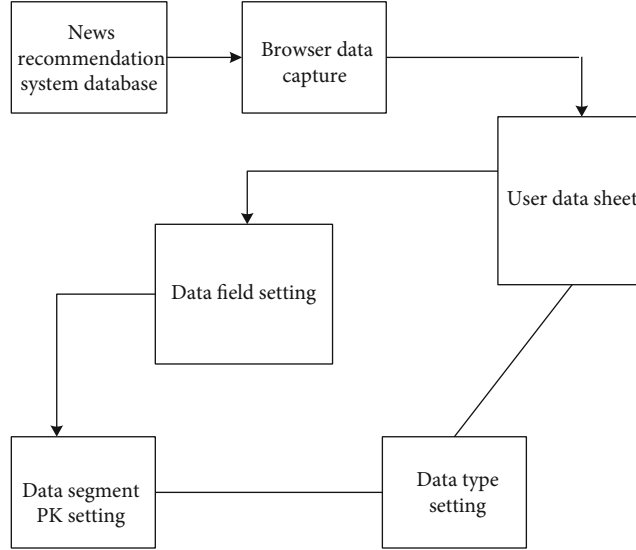 News
recommendation
system database
Browser data
capture
User data sheet
Data field setting
Data segment
PK setting
Data type
setting